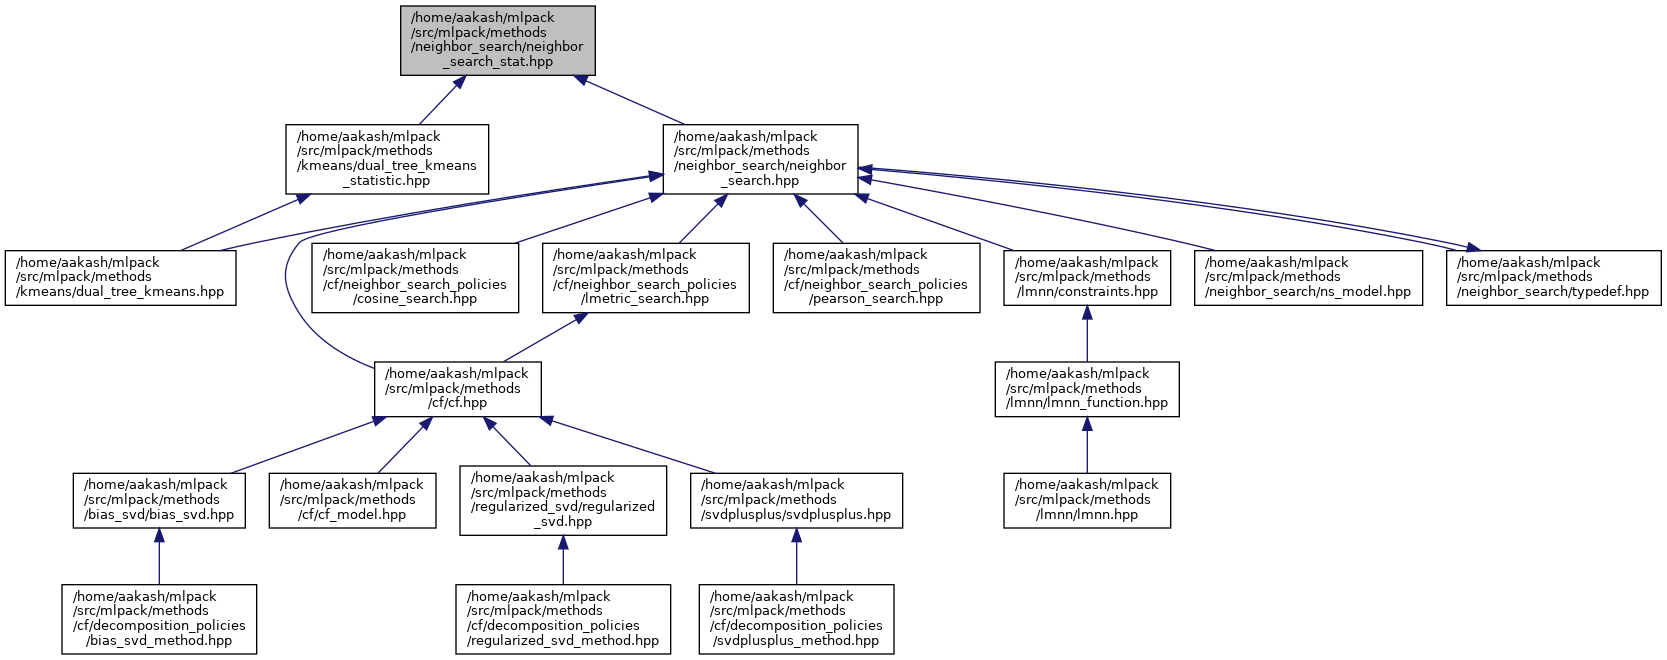 /home/aakash/mlpack
/src/mlpack/methods
/neighbor_search/neighbor
_search_stat.hpp
/home/aakash/mlpack
/src/mlpack/methods
/kmeans/dual_tree_kmeans
_statistic.hpp
/home/aakash/mlpack
/src/mlpack/methods
/neighbor_search/neighbor
_search.hpp
/home/aakash/mlpack
/src/mlpack/methods
/kmeans/dual_tree_kmeans.hpp
/home/aakash/mlpack
/src/mlpack/methods
/cf/neighbor_search_policies
/cosine_search.hpp
/home/aakash/mlpack
/src/mlpack/methods
/cf/neighbor_search_policies
/lmetric_search.hpp
/home/aakash/mlpack
/src/mlpack/methods
/cf/neighbor_search_policies
/pearson_search.hpp
/home/aakash/mlpack
/src/mlpack/methods
/lmnn/constraints.hpp
/home/aakash/mlpack
/src/mlpack/methods
/neighbor_search/ns_model.hpp
/home/aakash/mlpack
/src/mlpack/methods
/neighbor_search/typedef.hpp
/home/aakash/mlpack
/src/mlpack/methods
/cf/cf.hpp
/home/aakash/mlpack
/src/mlpack/methods
/lmnn/lmnn_function.hpp
/home/aakash/mlpack
/src/mlpack/methods
/bias_svd/bias_svd.hpp
/home/aakash/mlpack
/src/mlpack/methods
/cf/cf_model.hpp
/home/aakash/mlpack
/src/mlpack/methods
/regularized_svd/regularized
_svd.hpp
/home/aakash/mlpack
/src/mlpack/methods
/svdplusplus/svdplusplus.hpp
/home/aakash/mlpack
/src/mlpack/methods
/lmnn/lmnn.hpp
/home/aakash/mlpack
/src/mlpack/methods
/cf/decomposition_policies
/bias_svd_method.hpp
/home/aakash/mlpack
/src/mlpack/methods
/cf/decomposition_policies
/regularized_svd_method.hpp
/home/aakash/mlpack
/src/mlpack/methods
/cf/decomposition_policies
/svdplusplus_method.hpp